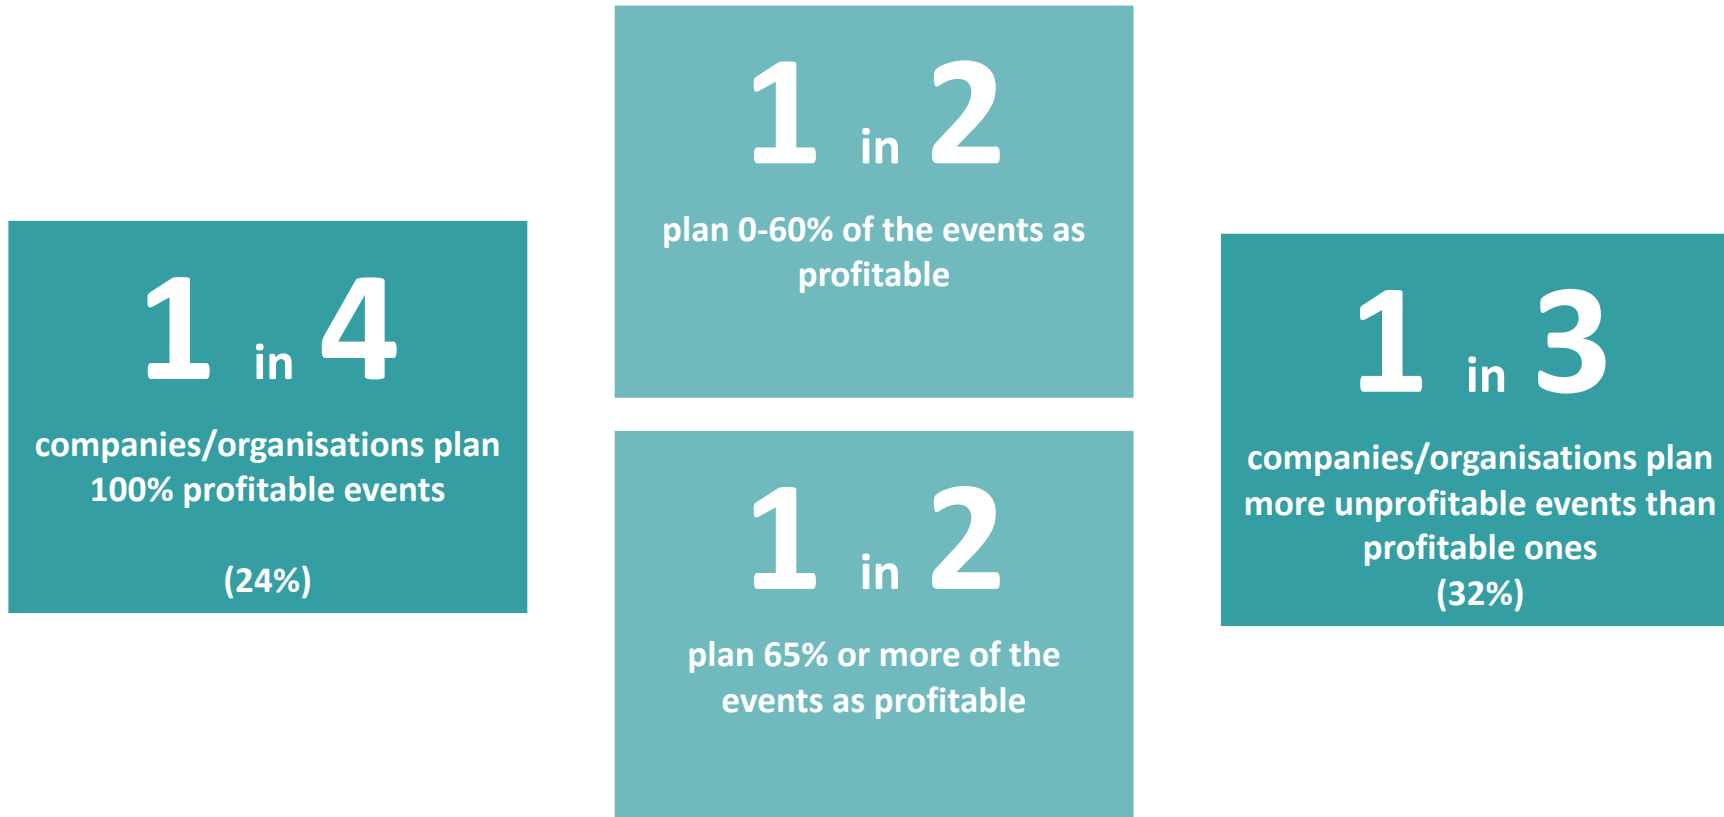 1 in 4
companies/organisations plan
100% profitable events
(24%)
1 in 2
plan 0-60% of the events as
profitable
1 in 2
plan 65% or more of the
events as profitable
1 in 3
companies/organisations plan
more unprofitable events than
profitable ones
(32%)